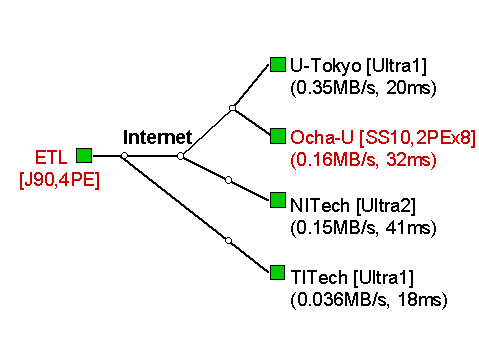 U-Tokyo [Ultra1]
(0.35MB/s, 20ms)
Internet
Ocha-U [SS10,2PEx8]
(0.16MB/s, 32ms)
ETL
[J90,4PE]
NITech [Ultra2]
(0.15MB/s, 41ms)
TITech [Ultra1]
(0.036MB/s, 18ms)